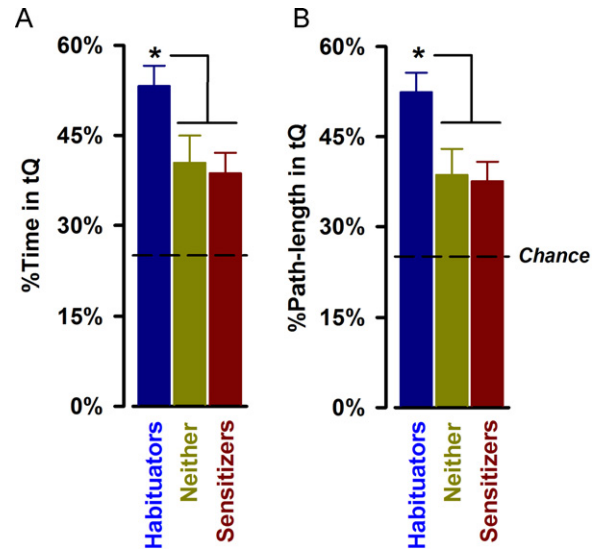 A
%Time in tQ
60%
45%
30%
15%
0%
*
Habituators
Neither
Sensitizers
B
%Path-length in tQ
60%
45%
30%
15%
0%
*
Chance
Habituators
Neither
Sensitizers